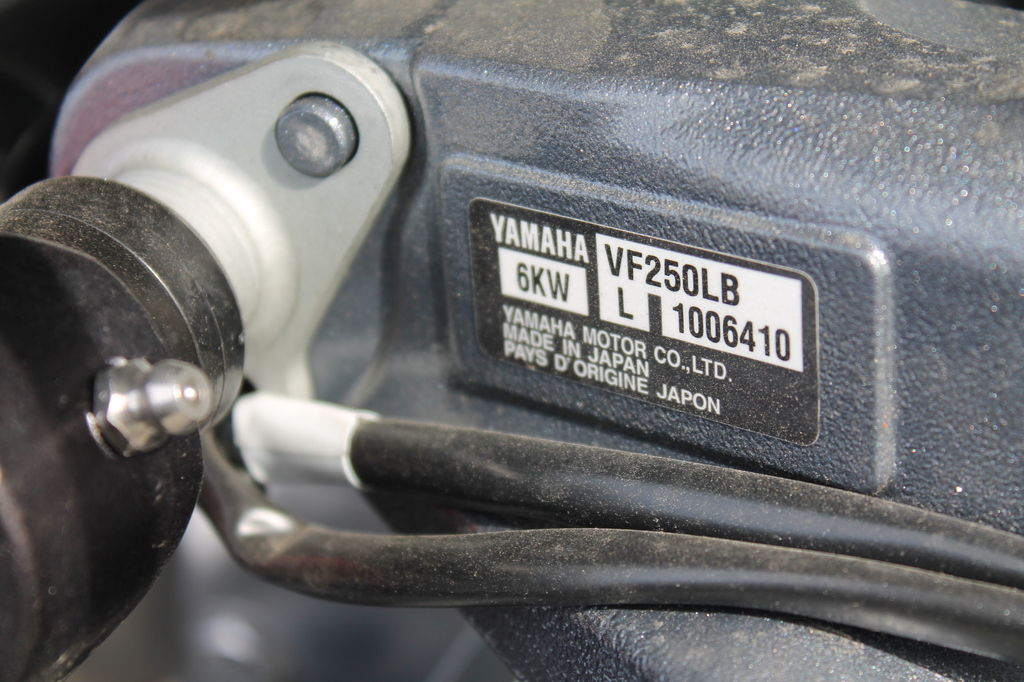 YAMAHA VF250LB
6KW L 1006410
YAMAHA MOTOR CO.,LTD.
MADE IN JAPAN
PAYS D'ORIGINE JAPON